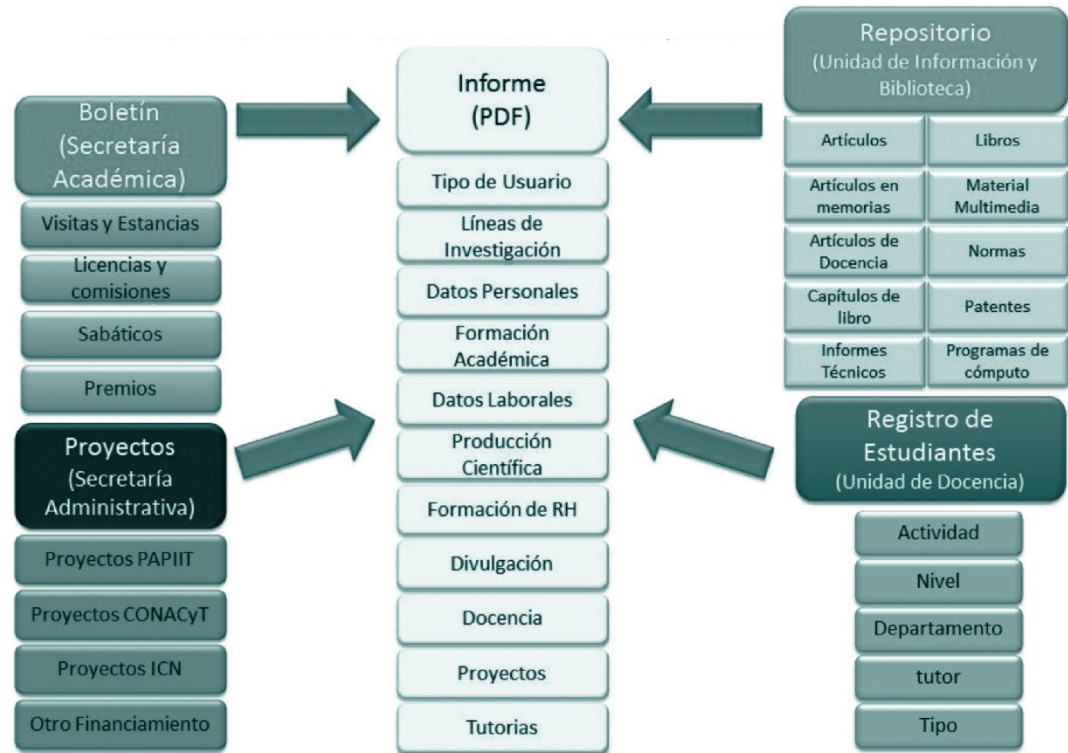 Boletín
(Secretaría
Académica)
Visitas y Estancias
Licencias y
comisiones
Sabáticos
Premios
Proyectos
(Secretaría
Administrativa)
Proyectos PAPIIT
Proyectos CONACyT
Proyectos ICN
Otro Financiamiento
Informe
(PDF)
Tipo de Usuario
Líneas de
Investigación
Datos Personales
Formación
Académica
Datos Laborales
Producción
Científica
Formación de RH
Divulgación
Docencia
Proyectos
Tutorias
Repositorio
(Unidad de Información y
Biblioteca)
Artículos
Libros
Artículos en
memorias
Material
Multimedia
Artículos de
Docencia
Normas
Capítulos de
libro
Patentes
Informes
Técnicos
Programas de
cómputo
Registro de
Estudiantes
(Unidad de Docencia)
Actividad
Nivel
Departamento
tutor
Tipo